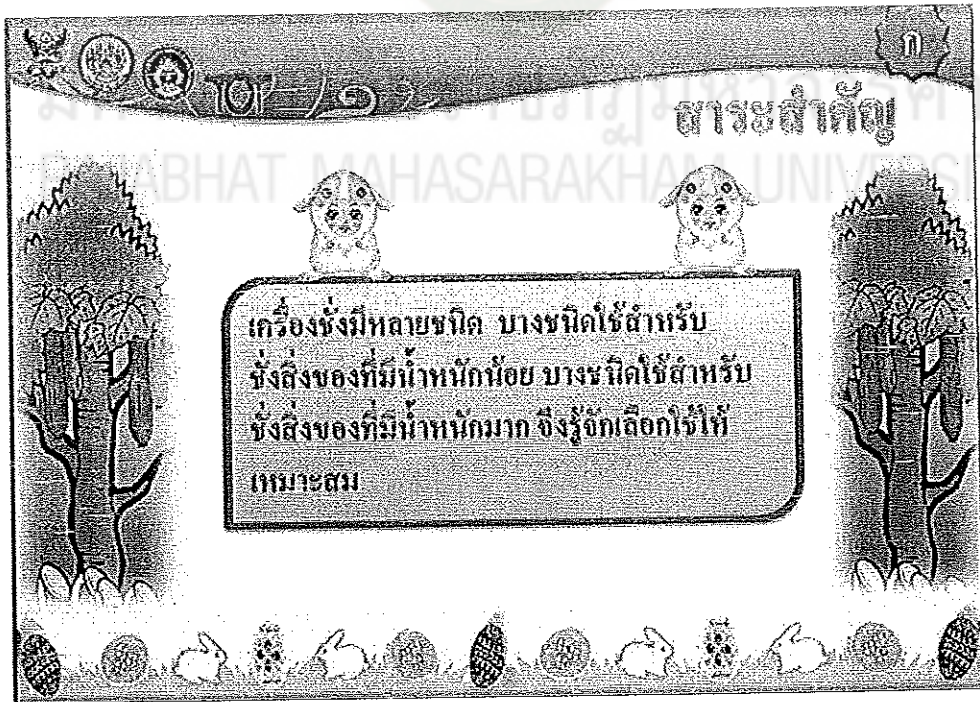 ก
สาระสำคัญ
RAJABHAT MAHASARAKHAM UNIVERS
เครื่องชั่งมีหลายชนิด บางชนิดใช้สำหรับ
ชั่งสิ่งของที่มีน้ำหนักน้อย บางชนิดใช้สำหรับ
ชั่งสิ่งของที่มีน้ำหนักมาก จึงรู้จักเลือกใช้ให้
เหมาะสม